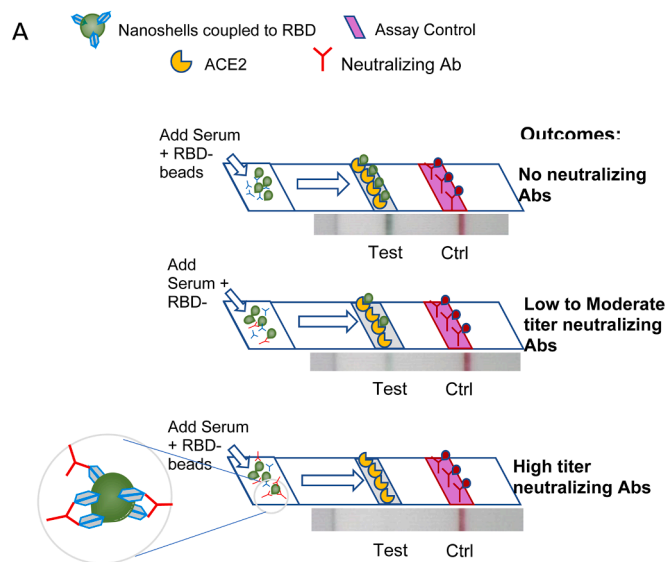 A
Nanoshells coupled to RBD
Assay Control
ACE2
Neutralizing Ab
Outcomes:
Add Serum
+ RBD-
beads
No neutralizing
Abs
Test
Ctrl
Add
Serum +
RBD-
Low to Moderate
titer neutralizing
Abs
Test
Ctrl
Add Serum
+ RBD-
beads
High titer
neutralizing Abs
Test
Ctrl